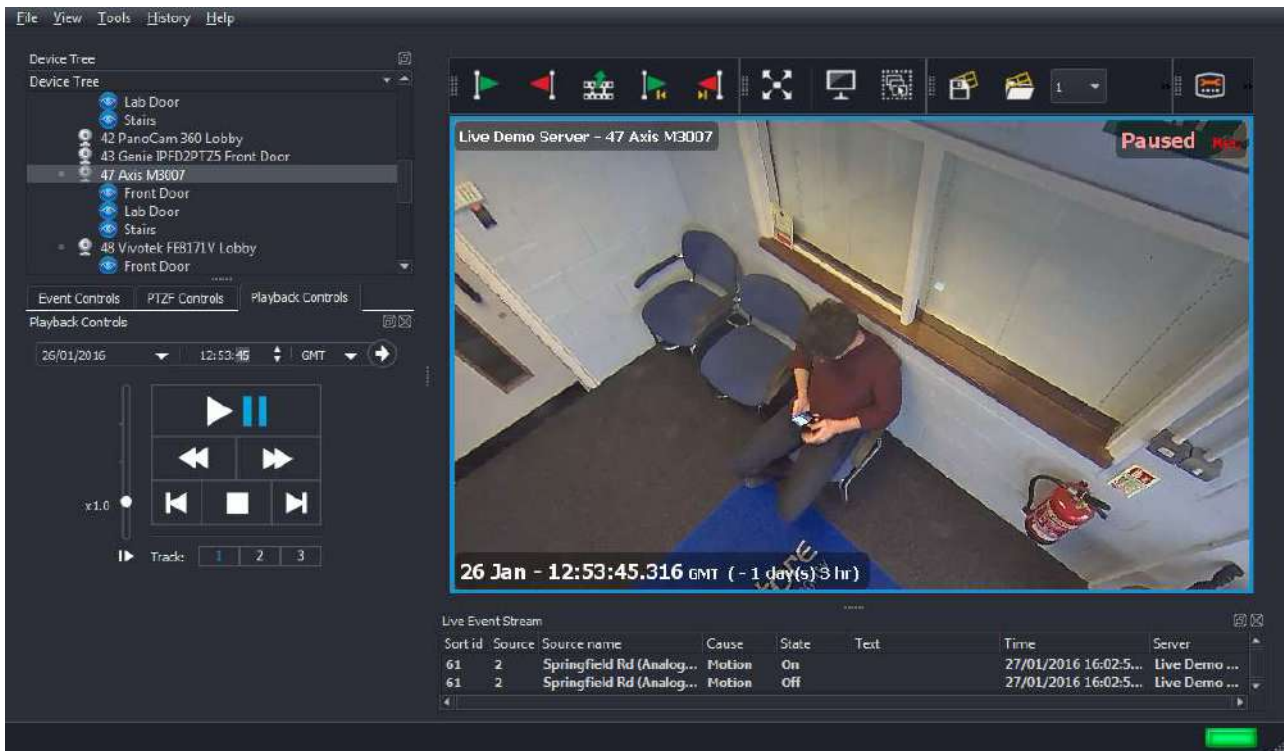 File View Tools History Help
Device Tree
Device Tree
Lab Door
Stairs
42 PanoCam 360 Lobby
43 Genie IPFD2PTZ5 Front Door
47 Axis M3007
Front Door
Lab Door
Stairs
48 Vivotek FE8171V Lobby
Front Door
Event Controls PTZF Controls Playback Controls
Playback Controls
26/01/2016 12:53:45 GMT
x1.0
Track: 1 2 3
1
Live Demo Server - 47 Axis M3007
Paused
26 Jan - 12:53:45.316 GMT ( - 1 day(s) 3 hr)
Live Event Stream
Sort id Source Source name Cause State Text Time Server
61 2 Springfield Rd (Analog... Motion On 27/01/2016 16:02:5... Live Demo ...
61 2 Springfield Rd (Analog... Motion Off 27/01/2016 16:02:5... Live Demo ...